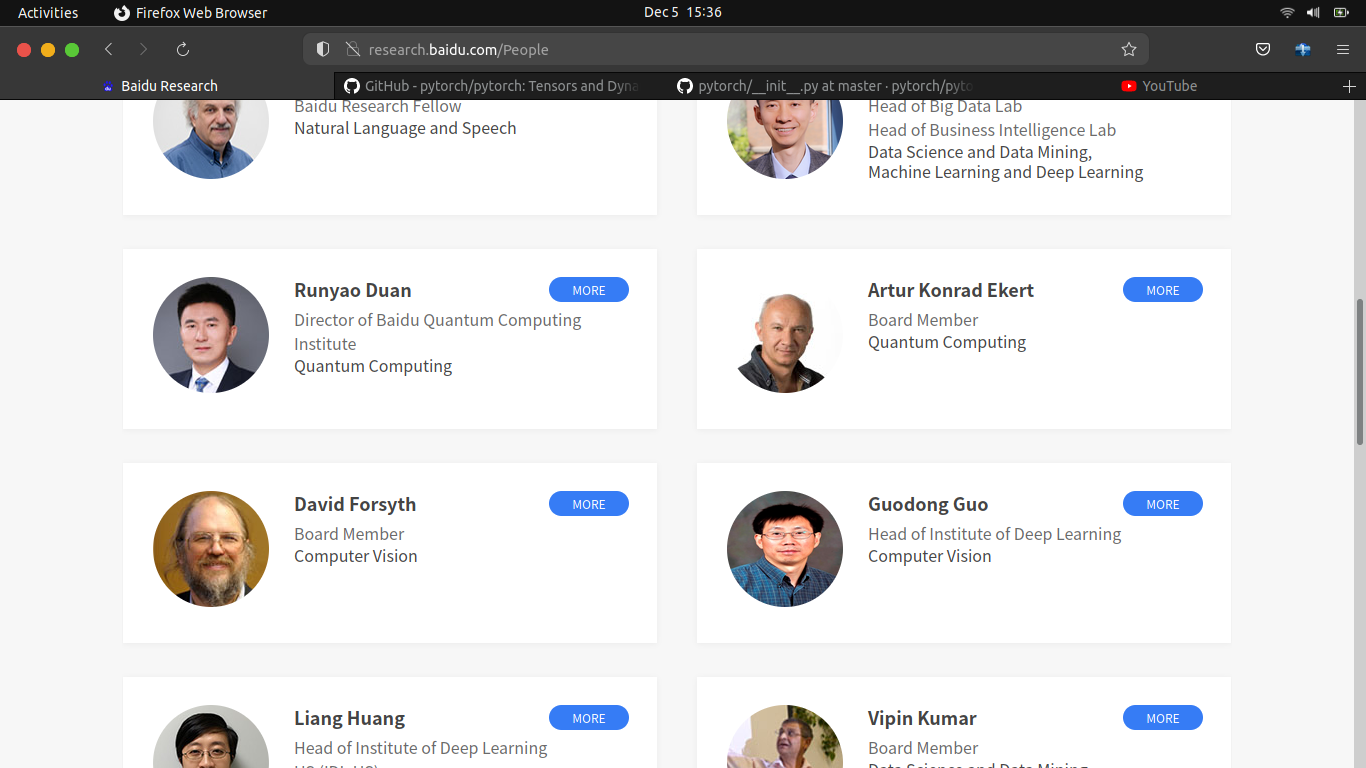 Activities
Firefox Web Browser
Dec 5 15:36
research.baidu.com/People
Baidu Research
GitHub - pytorch/pytorch: Tensors and Dyna
pytorch/__init__.py at master · pytorch/pyto
YouTube
Baidu Research Fellow
Natural Language and Speech
Head of Big Data Lab
Head of Business Intelligence Lab
Data Science and Data Mining,
Machine Learning and Deep Learning
Runyao Duan
MORE
Director of Baidu Quantum Computing
Institute
Quantum Computing
Artur Konrad Ekert
MORE
Board Member
Quantum Computing
David Forsyth
MORE
Board Member
Computer Vision
Guodong Guo
MORE
Head of Institute of Deep Learning
Computer Vision
Liang Huang
MORE
Head of Institute of Deep Learning
Vipin Kumar
MORE
Board Member
Data Science and Data Mining